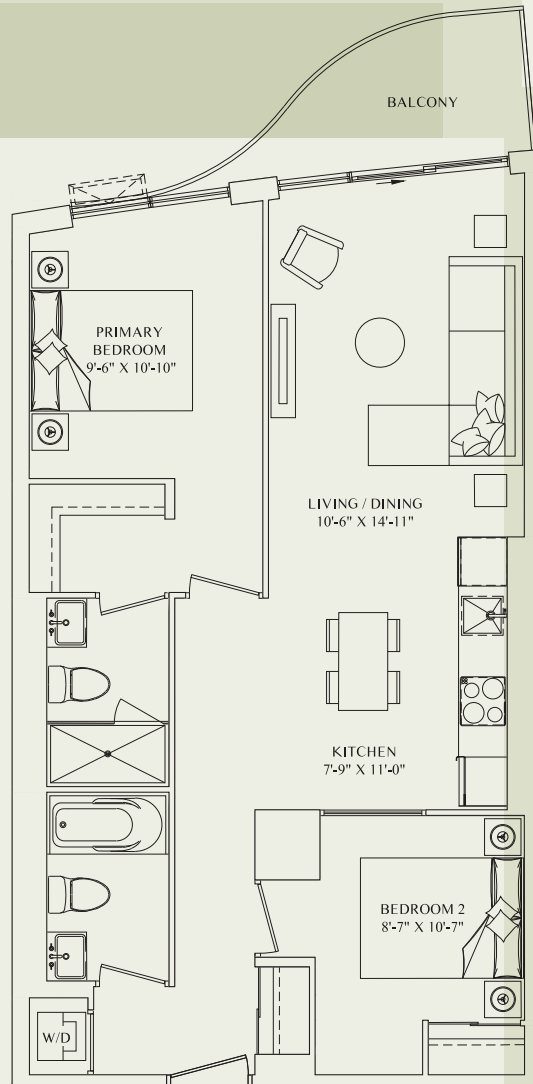 BALCONY
PRIMARY
BEDROOM
9'-6" X 10'-10"
LIVING / DINING
10'-6" X 14'-11"
KITCHEN
7'-9" X 11'-0"
BEDROOM 2
8'-7" X 10'-7"
W/D